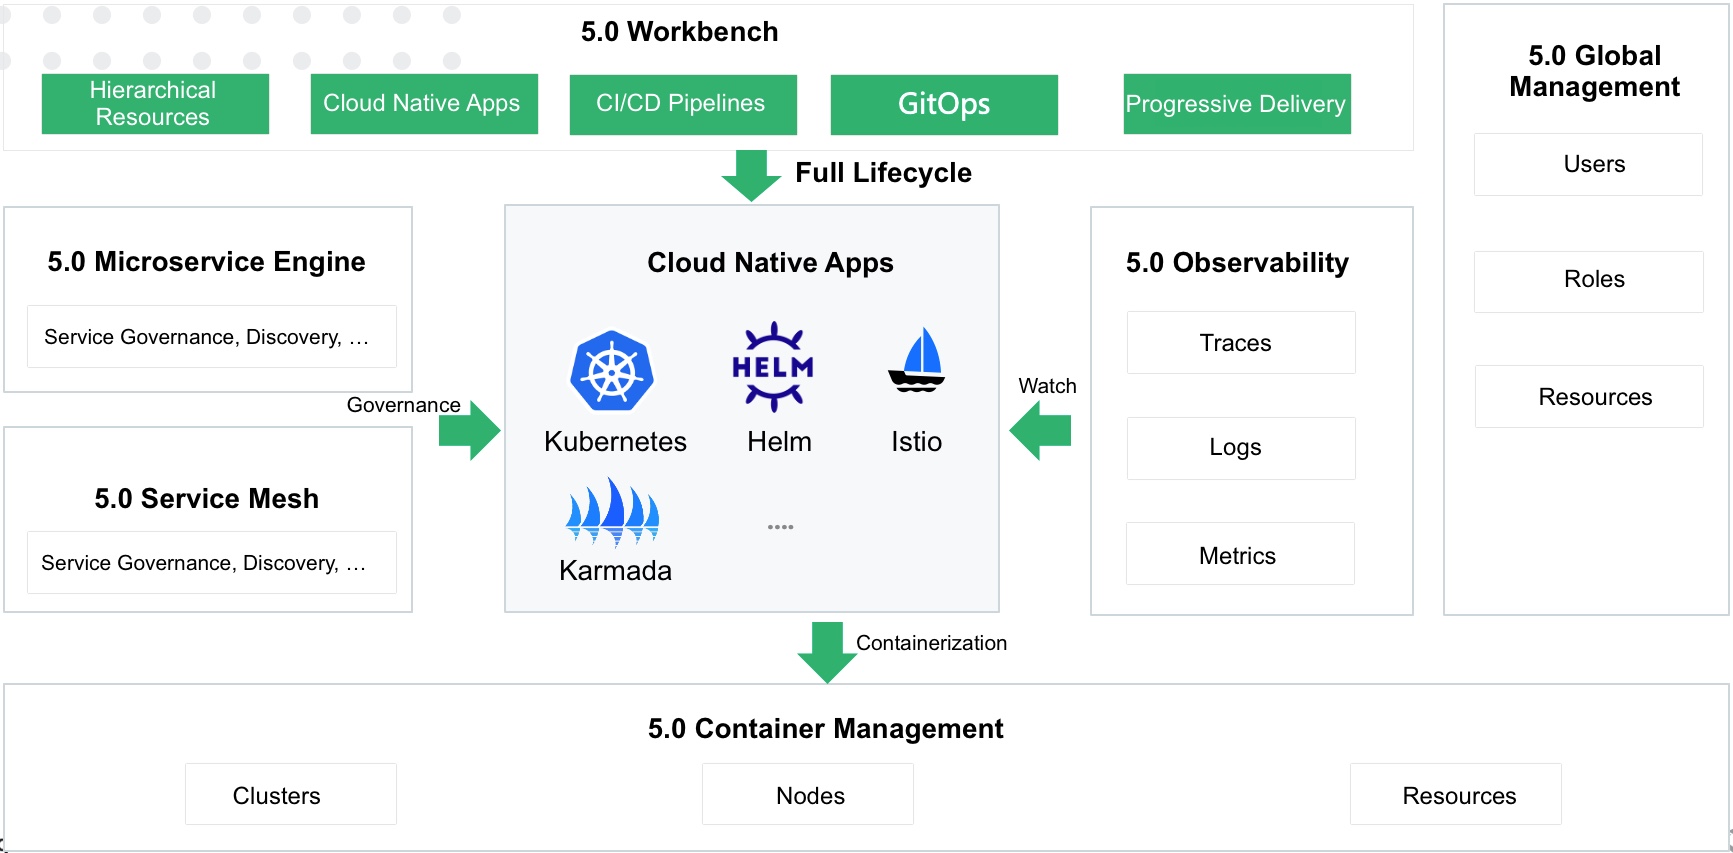 5.0 Workbench
Hierarchical
Resources
Cloud Native Apps
CI/CD Pipelines
GitOps
Progressive Delivery
Full Lifecycle
5.0 Global
Management
Users
Roles
Resources
5.0 Microservice Engine
Service Governance, Discovery, …
Governance
5.0 Service Mesh
Service Governance, Discovery, …
Cloud Native Apps
HELM
Kubernetes
Helm
Istio
Karmada
....
Watch
5.0 Observability
Traces
Logs
Metrics
Containerization
5.0 Container Management
Clusters
Nodes
Resources